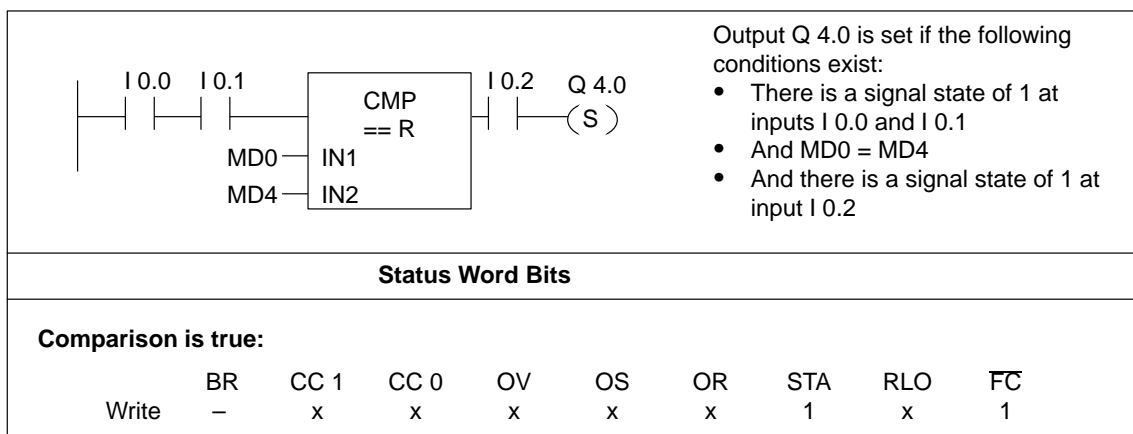 I 0.0 I 0.1 CMP == R I 0.2 Q 4.0
( S )
MD0 IN1
MD4 IN2
Output Q 4.0 is set if the following
conditions exist:
• There is a signal state of 1 at
inputs I 0.0 and I 0.1
• And MD0 = MD4
• And there is a signal state of 1 at
input I 0.2
Status Word Bits
Comparison is true:
BR CC 1 CC 0 OV OS OR STA RLO F̅C̅
Write – x x x x x 1 x 1